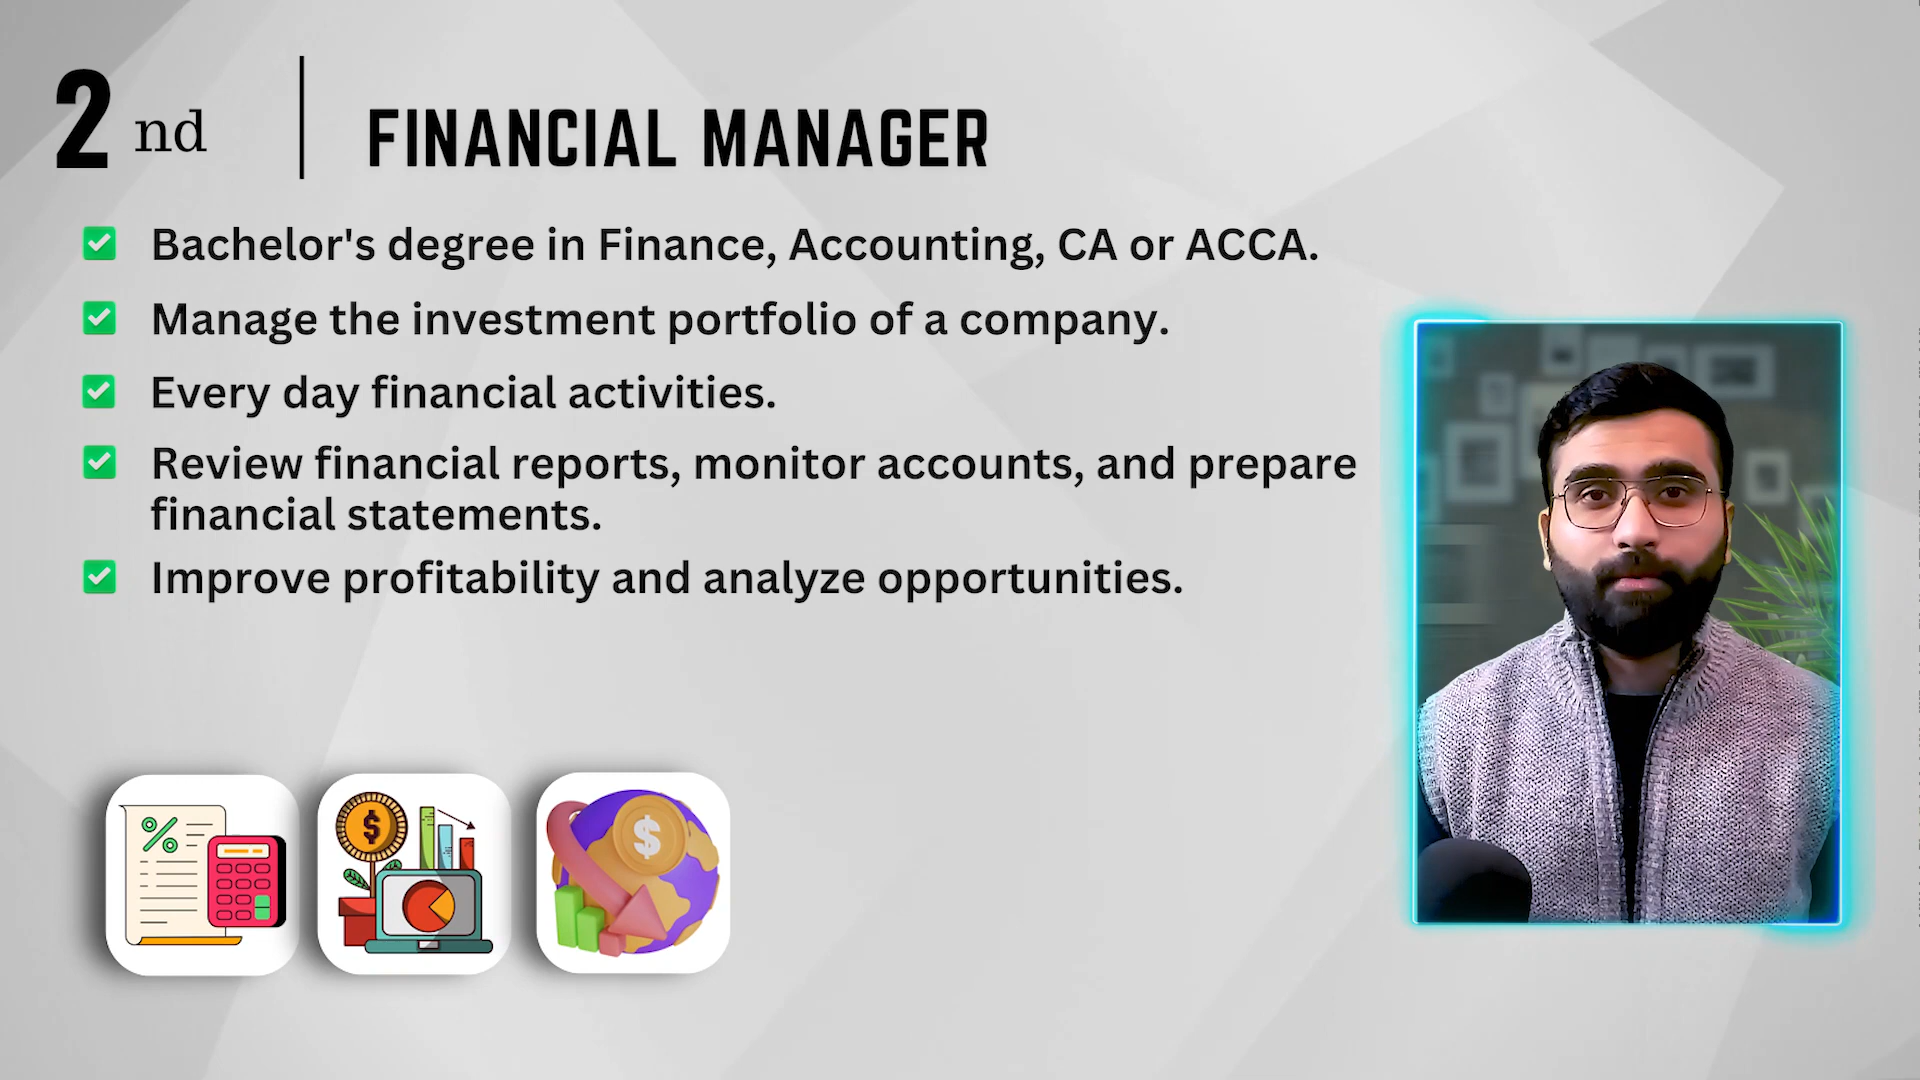 2 nd
FINANCIAL MANAGER
Bachelor's degree in Finance, Accounting, CA or ACCA.
Manage the investment portfolio of a company.
Every day financial activities.
Review financial reports, monitor accounts, and prepare
financial statements.
Improve profitability and analyze opportunities.
%
$
$